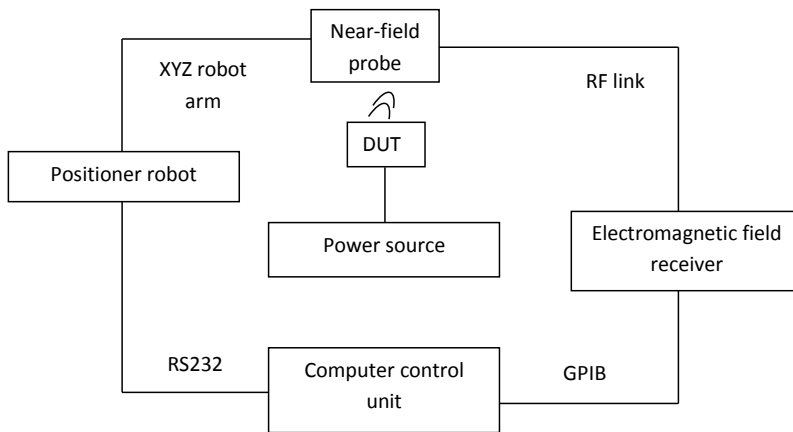 Near-field
probe
XYZ robot
arm
RF link
DUT
Positioner robot
Power source
Electromagnetic field
receiver
RS232
Computer control
unit
GPIB